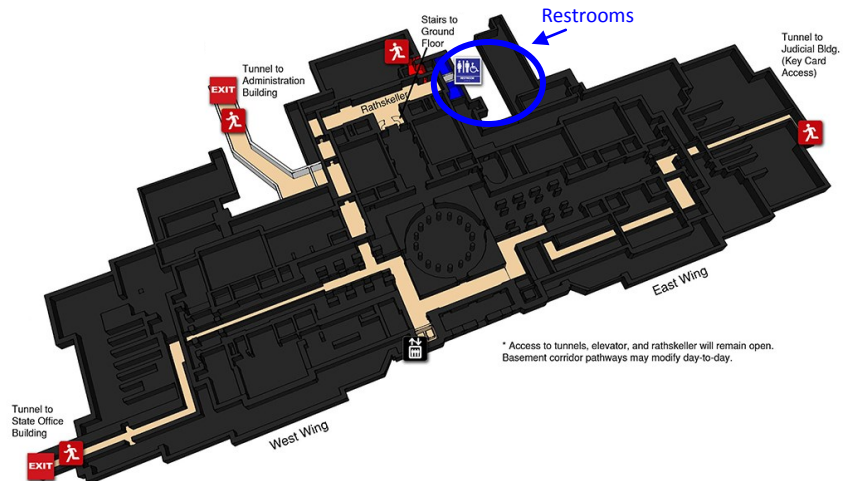 Restrooms
Stairs to
Ground
Floor
Tunnel to
Judicial Bldg.
(Key Card
Access)
Tunnel to
Administration
Building
EXIT
Rathskeller
East Wing
* Access to tunnels, elevator, and rathskeller will remain open.
Basement corridor pathways may modify day-to-day.
Tunnel to
State Office
Building
West Wing
EXIT